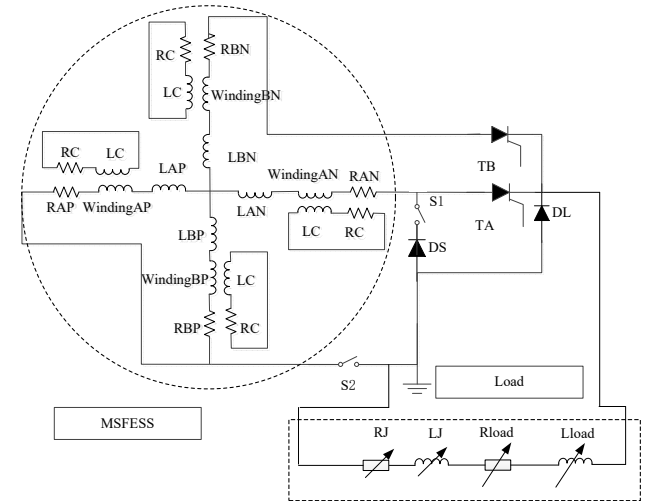 RC
RBN
LC
WindingBN
RC
LC
LBN
LAP
WindingAN
RAN
TB
RAP
WindingAP
LAN
S1
TA
DL
LBP
LC
RC
DS
WindingBP
LC
RBP
RC
S2
Load
MSFESS
RJ
LJ
Rload
Lload